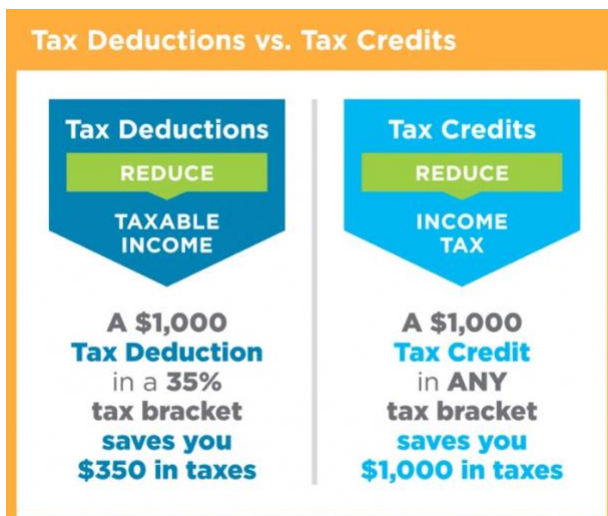 Tax Deductions vs. Tax Credits
Tax Deductions
REDUCE
TAXABLE
INCOME
A $1,000
Tax Deduction
in a 35%
tax bracket
saves you
$350 in taxes
Tax Credits
REDUCE
INCOME
TAX
A $1,000
Tax Credit
in ANY
tax bracket
saves you
$1,000 in taxes